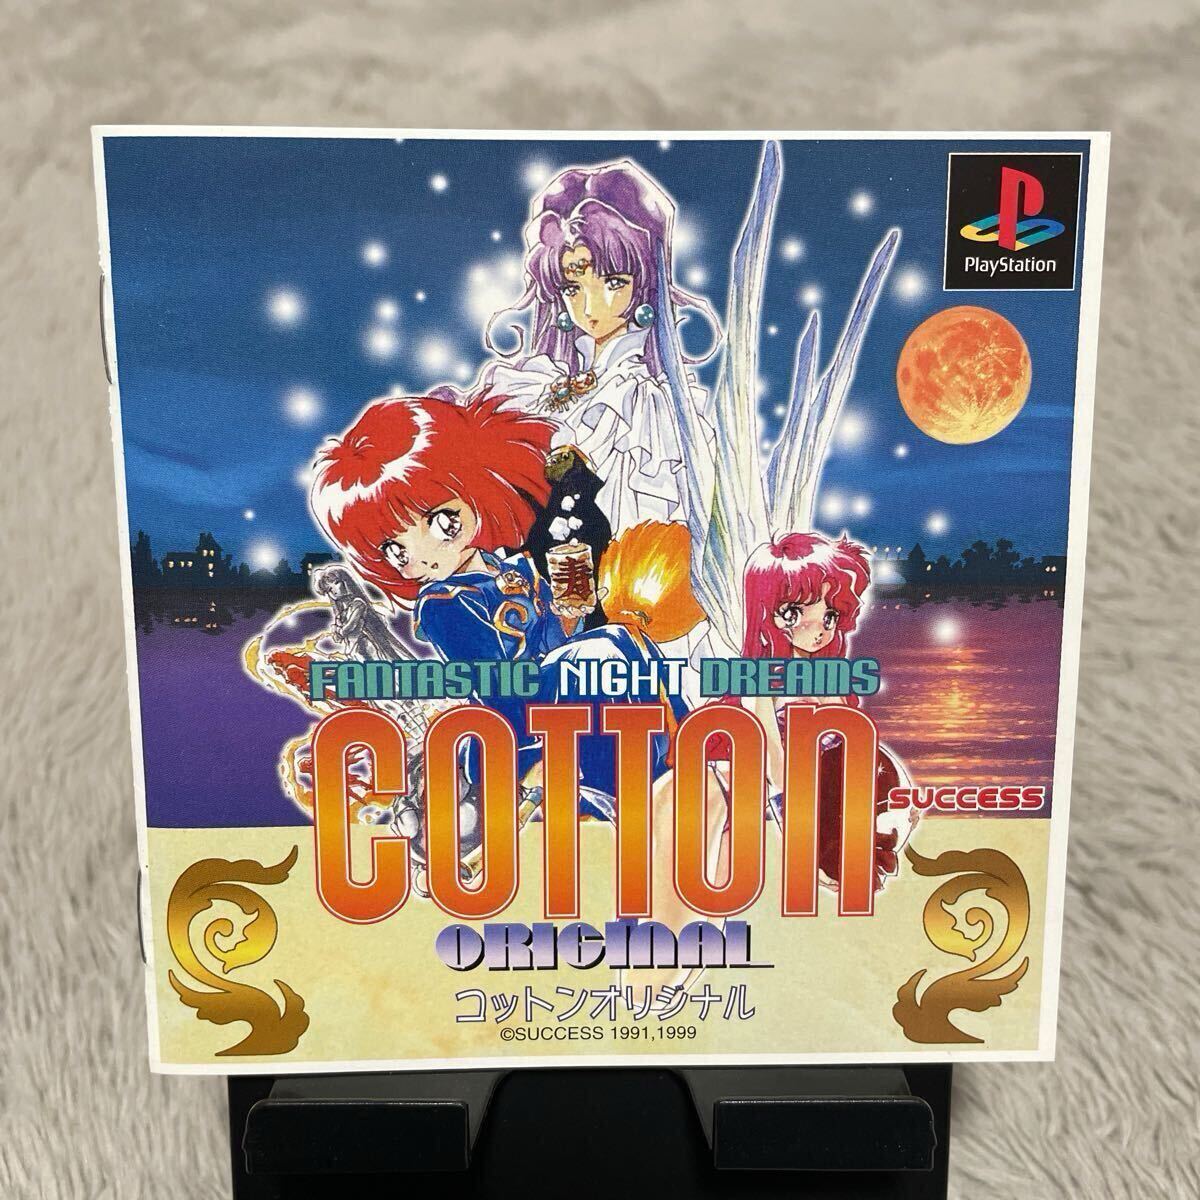 PlayStation
麦
FANTASTIC NIGHT DREAMS
COTTON
SUCCESS
ORIGINAL
コットンオリジナル
©SUCCESS 1991,1999